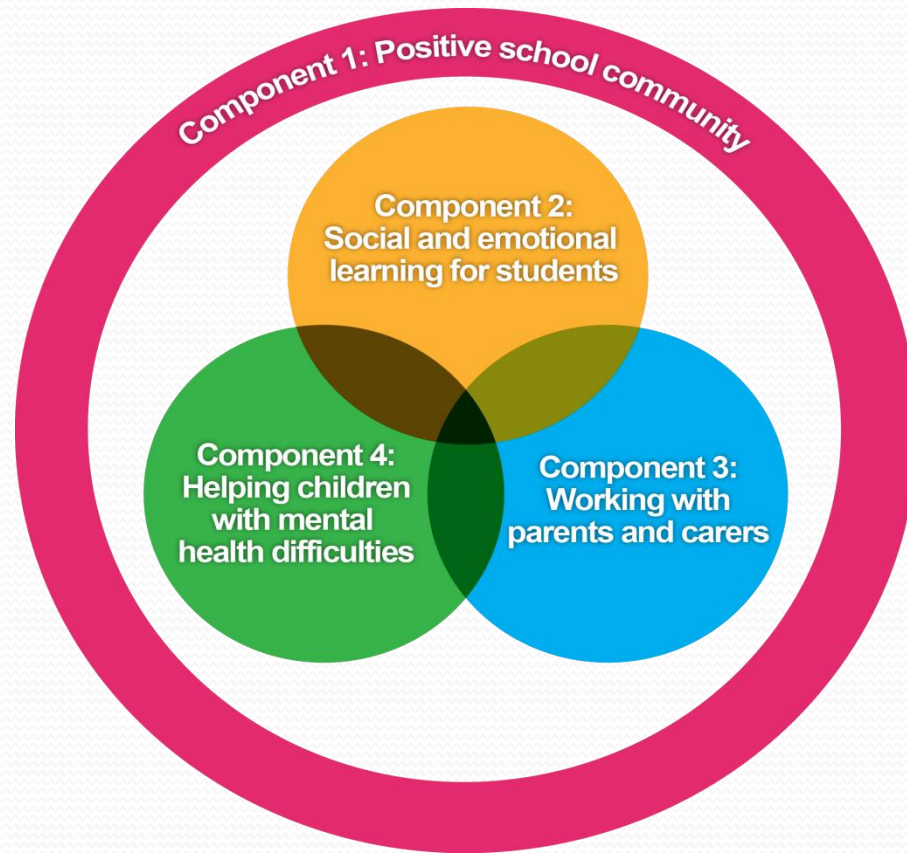 Component 1: Positive school community
Component 2:
Social and emotional
learning for students
Component 4:
Helping children
with mental
health difficulties
Component 3:
Working with
parents and carers